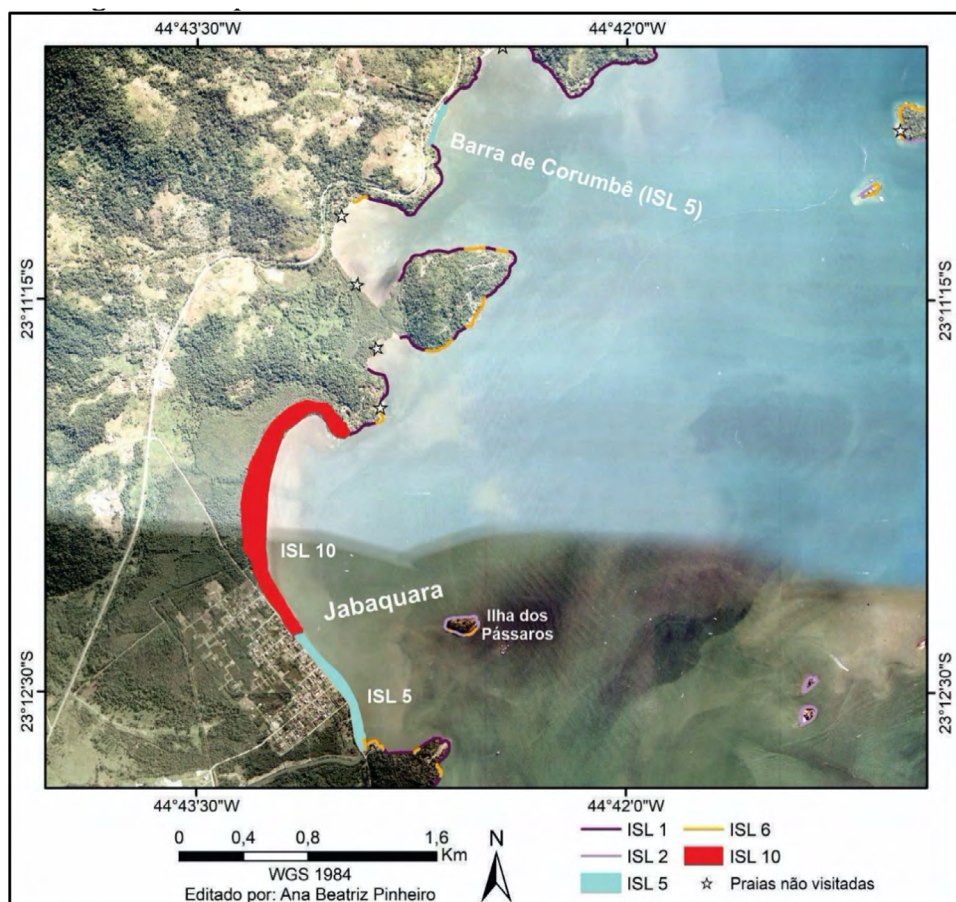 44°43'30"W 44°42'0"W
Barra de Corumbê (ISL 5)
23°11'15"S 23°11'15"S
ISL 10
Jabaquara
Ilha dos
Pássaros
ISL 5
23°12'30"S 23°12'30"S
44°43'30"W 44°42'0"W
0 0,4 0,8 1,6
Km
WGS 1984
Editado por: Ana Beatriz Pinheiro
N
ISL 1 ISL 6
ISL 2 ISL 10
ISL 5 Praias não visitadas